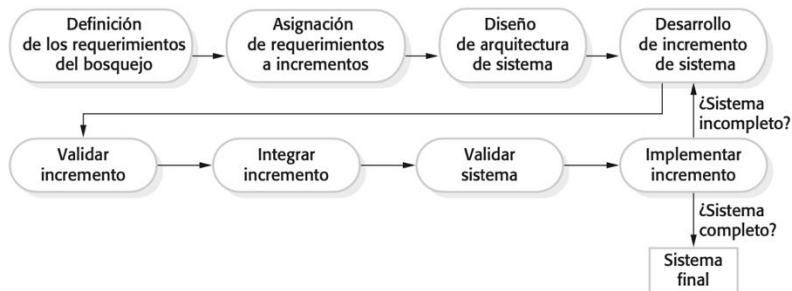 Definición
de los requerimientos
del bosquejo
Asignación
de requerimientos
a incrementos
Diseño
de arquitectura
de sistema
Desarrollo
de incremento
de sistema
¿Sistema
incompleto?
Validar
incremento
Integrar
incremento
Validar
sistema
Implementar
incremento
¿Sistema
completo?
Sistema
final